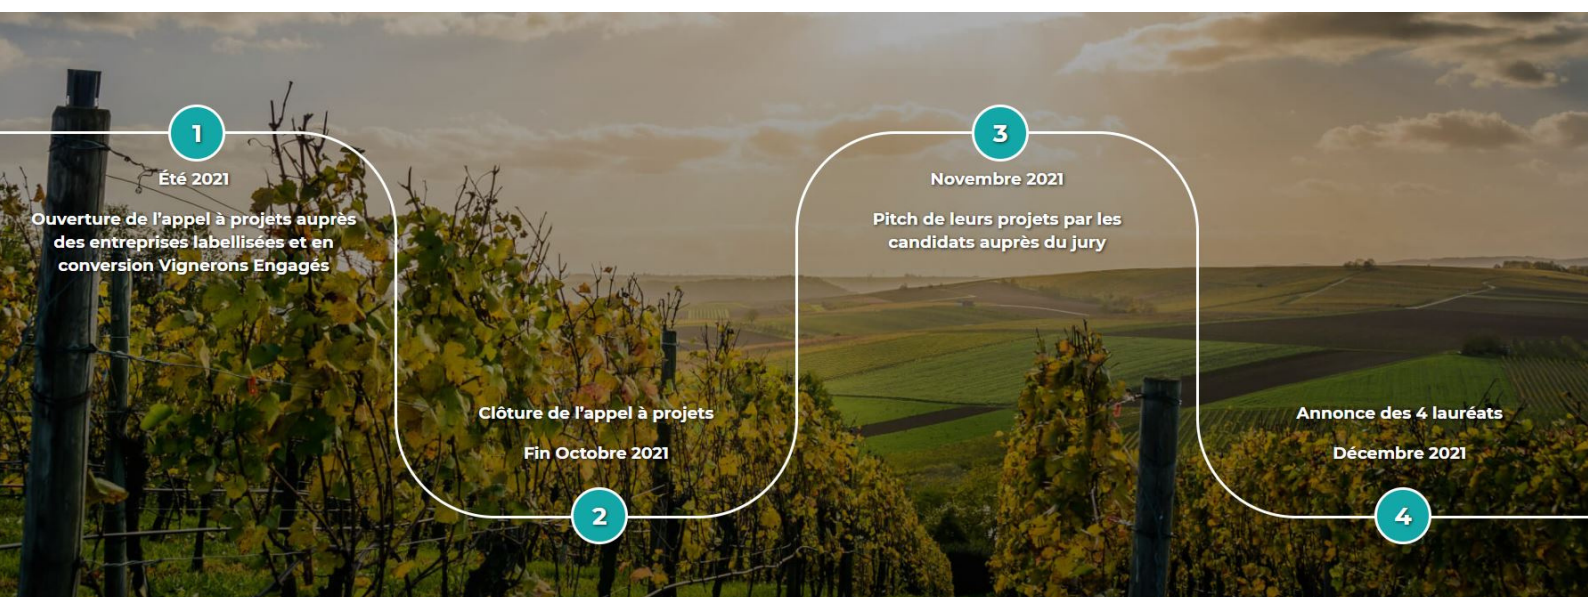 1
Été 2021
Ouverture de l'appel à projets auprès
des entreprises labellisées et en
conversion Vignerons Engagés
Clôture de l'appel à projets
Fin Octobre 2021
2
3
Novembre 2021
Pitch de leurs projets par les
candidats auprès du jury
Annonce des 4 lauréats
Décembre 2021
4